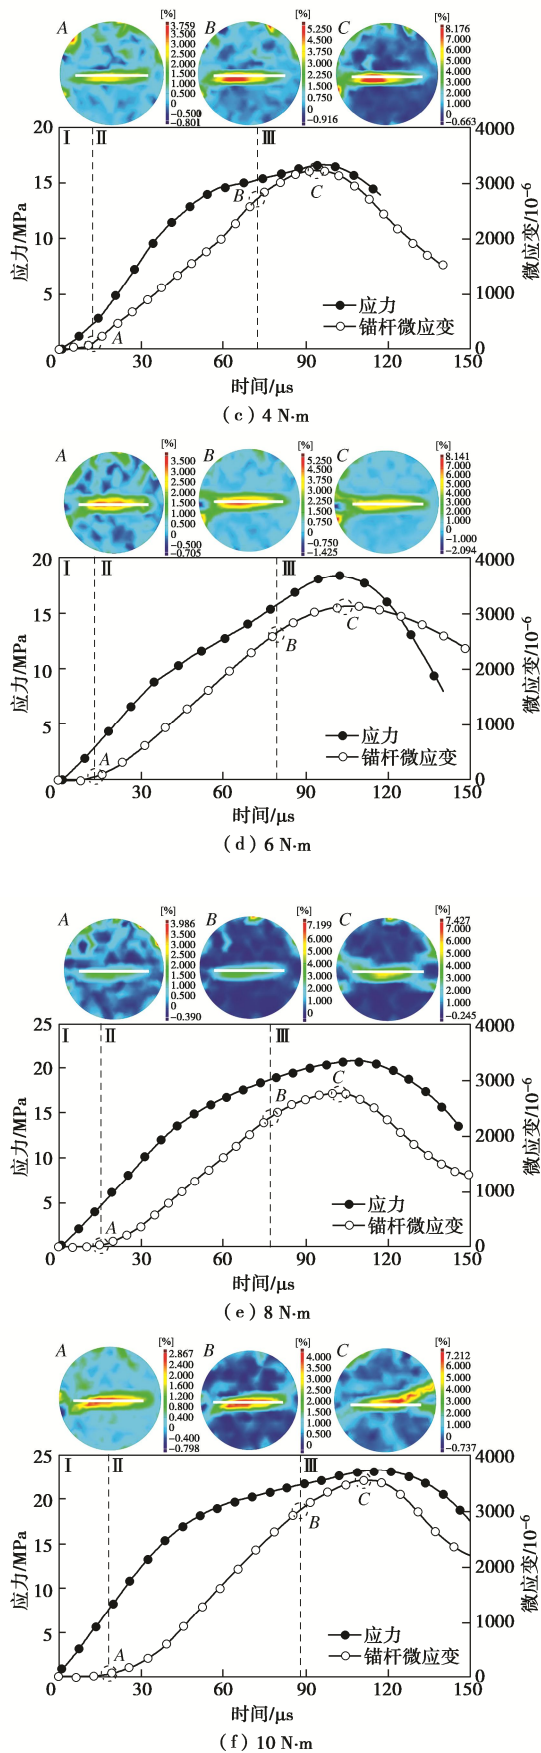 A [%] B [%] C [%]
3.759 3.500 3.000 2.500 2.000 1.500 1.000 0.500 0 −0.500 −0.801
5.250 4.500 3.750 3.000 2.250 1.500 0.750 0 −0.916
8.176 7.000 6.000 5.000 4.000 3.000 2.000 1.000 0 −0.663
Ⅰ Ⅱ Ⅲ
应力/MPa
20 15 10 5 0
微应变/10⁻⁶
4000 3000 2000 1000 0
A B C
应力
锚杆微应变
30 60 90 120 150
时间/μs
(c) 4 N·m
A [%] B [%] C [%]
3.500 3.000 2.500 2.000 1.500 1.000 0.500 0 −0.500 −0.705
5.250 4.500 3.750 3.000 2.250 1.500 0.750 0 −0.750 −1.425
8.141 7.000 6.000 5.000 4.000 3.000 2.000 1.000 0 −1.000 −2.094
Ⅰ Ⅱ Ⅲ
应力/MPa
20 15 10 5 0
微应变/10⁻⁶
4000 3000 2000 1000 0
A B C
应力
锚杆微应变
30 60 90 120 150
时间/μs
(d) 6 N·m
A [%] B [%] C [%]
3.986 3.500 3.000 2.500 2.000 1.500 1.000 0.500 0 −0.390
7.199 6.000 5.000 4.000 3.000 2.000 1.000 0
7.427 7.000 6.000 5.000 4.000 3.000 2.000 1.000 0 −0.245
Ⅰ Ⅱ Ⅲ
应力/MPa
25 20 15 10 5 0
微应变/10⁻⁶
4000 3000 2000 1000 0
A B C
应力
锚杆微应变
30 60 90 120 150
时间/μs
(e) 8 N·m
A [%] B [%] C [%]
2.867 2.400 2.000 1.600 1.200 0.800 0.400 0 −0.400 −0.798
4.000 3.500 3.000 2.500 2.000 1.500 1.000 0.500 0
7.212 6.000 5.000 4.000 3.000 2.000 1.000 0 −0.737
Ⅰ Ⅱ Ⅲ
应力/MPa
25 20 15 10 5 0
微应变/10⁻⁶
4000 3000 2000 1000 0
A B C
应力
锚杆微应变
30 60 90 120 150
时间/μs
(f) 10 N·m